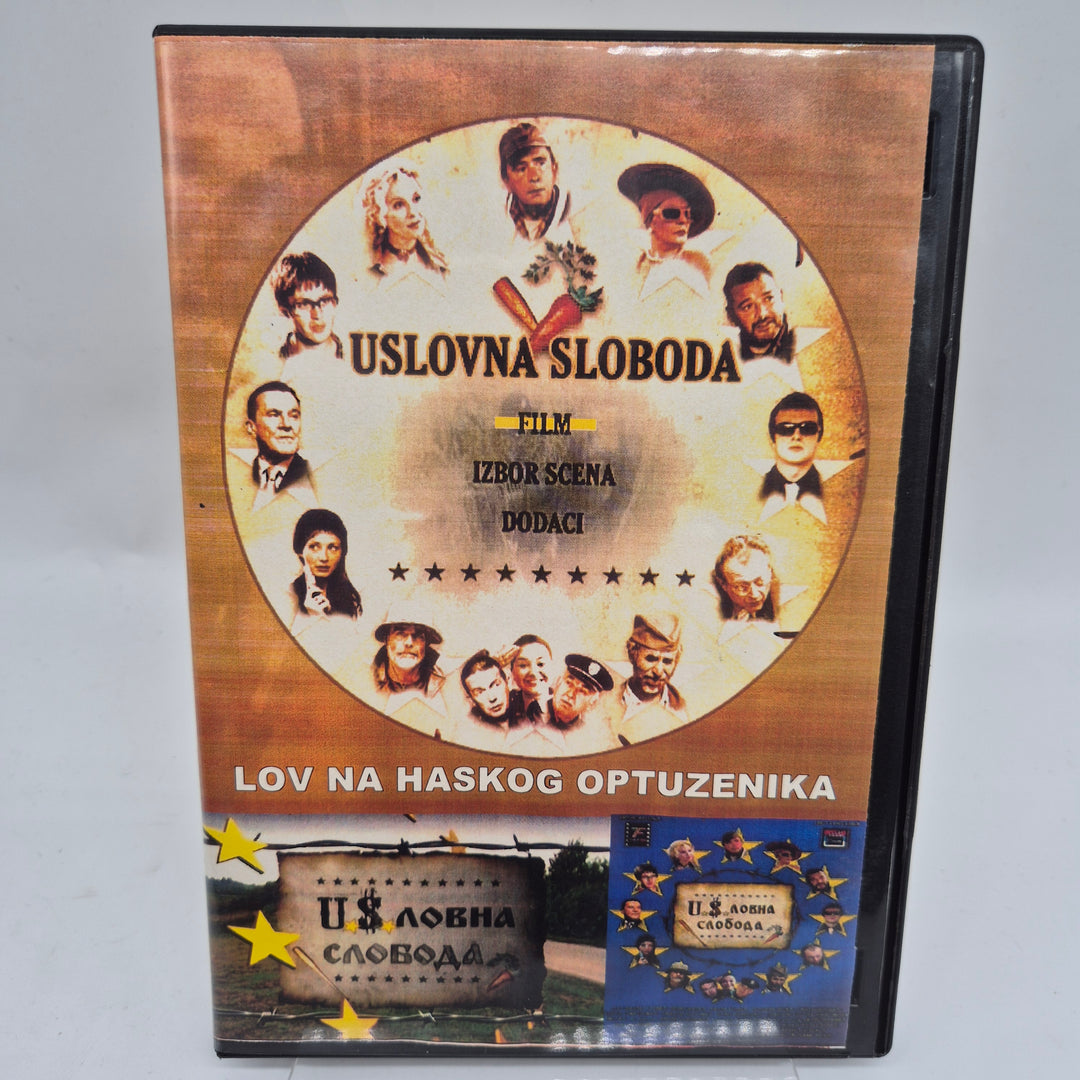 USLOVNA SLOBODA
FILM
IZBOR SCENA
DODACI
LOV NA HASKOG OPTUZENIKA
U$ЛОВНА
СЛОБОДА
U.$.ЛОВНА
СЛОБОДА